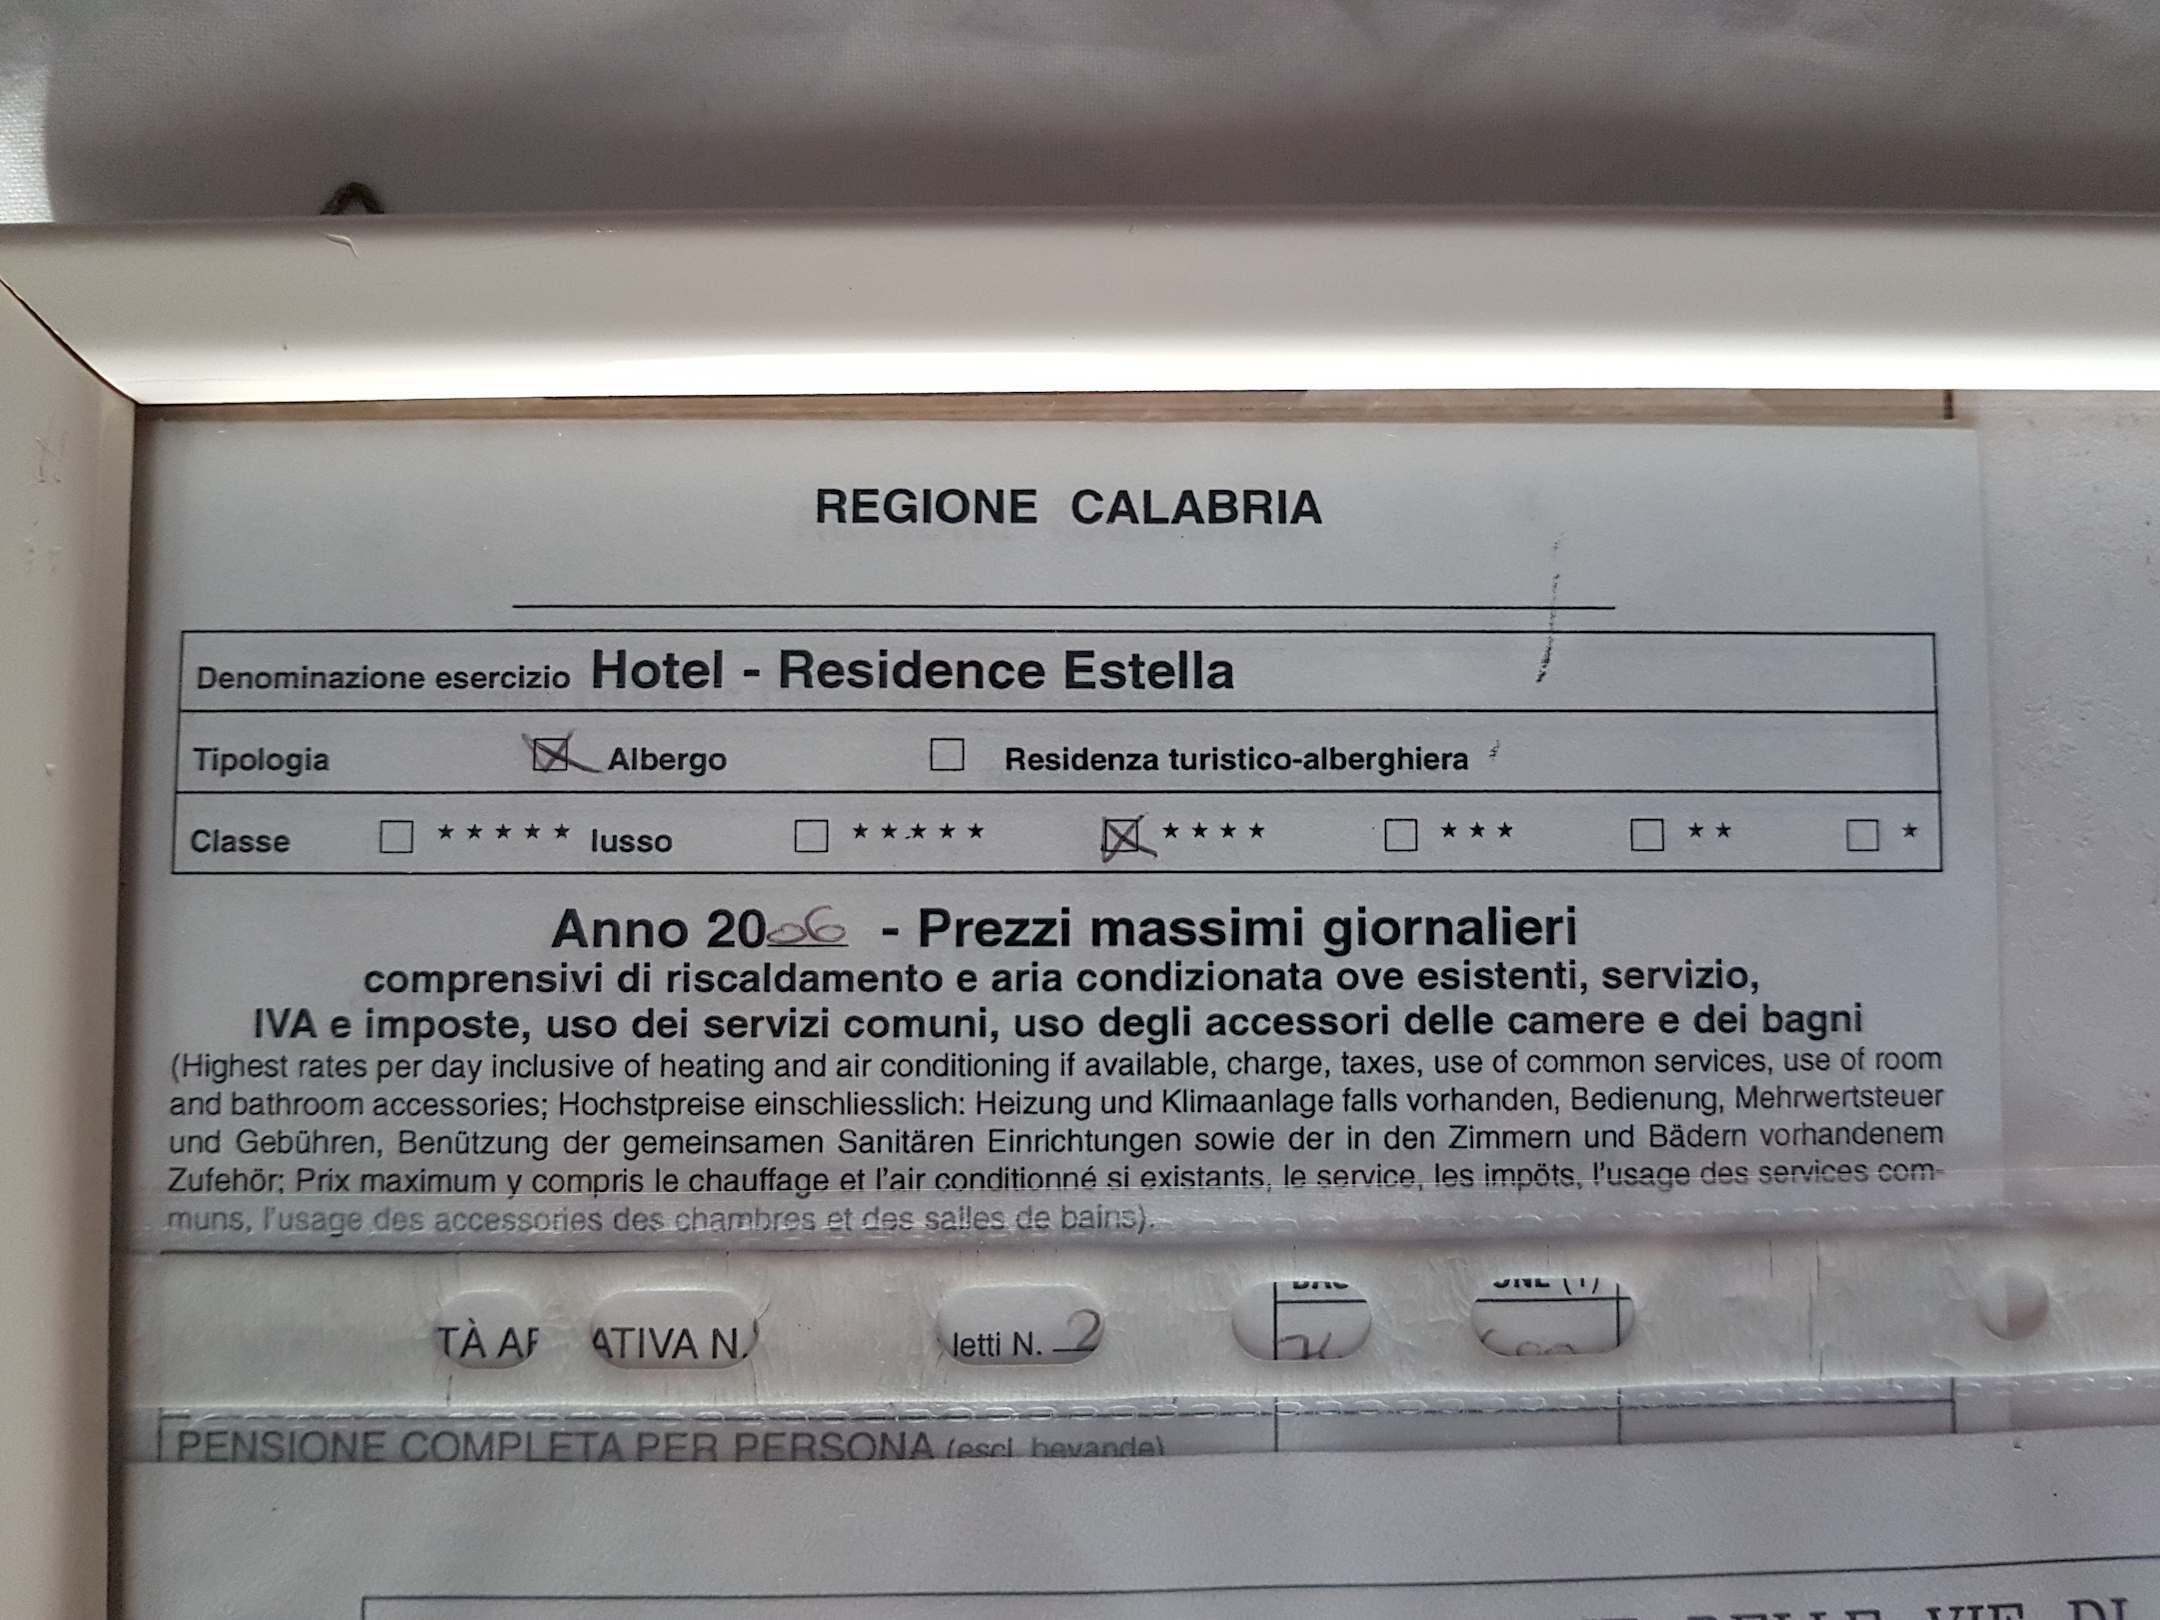 REGIONE CALABRIA
Denominazione esercizio Hotel - Residence Estella
Tipologia Albergo Residenza turistico-alberghiera
Classe ★★★★★ lusso ★★★★★ ★★★★ ★★★ ★★ ★
Anno 2006 - Prezzi massimi giornalieri
comprensivi di riscaldamento e aria condizionata ove esistenti, servizio,
IVA e imposte, uso dei servizi comuni, uso degli accessori delle camere e dei bagni
(Highest rates per day inclusive of heating and air conditioning if available, charge, taxes, use of common services, use of room
and bathroom accessories; Hochstpreise einschliesslich: Heizung und Klimaanlage falls vorhanden, Bedienung, Mehrwertsteuer
und Gebühren, Benützung der gemeinsamen Sanitären Einrichtungen sowie der in den Zimmern und Bädern vorhandenem
Zufehör; Prix maximum y compris le chauffage et l'air conditionné si existants, le service, les impöts, l'usage des services com-
muns, l'usage des accessories des chambres et des salles de bains).
TÀ ATIVA N. letti N. 2
PENSIONE COMPLETA PER PERSONA (escl. bevande)
VIE DI